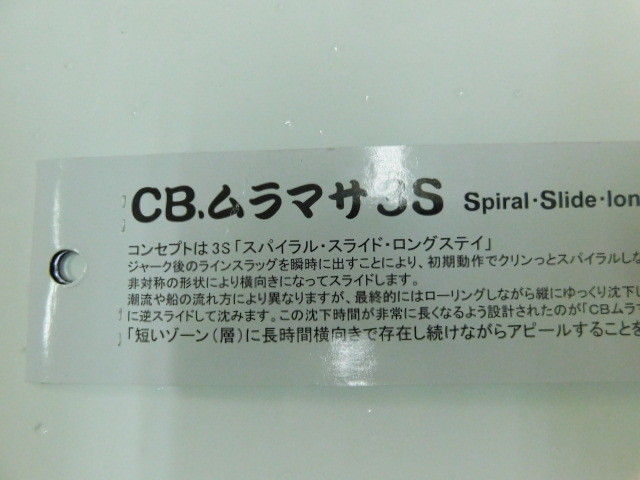 CB.ムラマサ3S Spiral·Slide·lon
コンセプトは3S「スパイラル・スライド・ロングステイ」
ジャーク後のラインスラッグを瞬時に出すことにより、初期動作でクリンっとスパイラルしな
非対称の形状により横向きになってスライドします。
潮流や船の流れ方により異なりますが、最終的にはローリングしながら縦にゆっくり沈下し
に逆スライドして沈みます。この沈下時間が非常に長くなるよう設計されたのが「CBムラマ
「短いゾーン（層）に長時間横向きで存在し続けながらアピールすることを